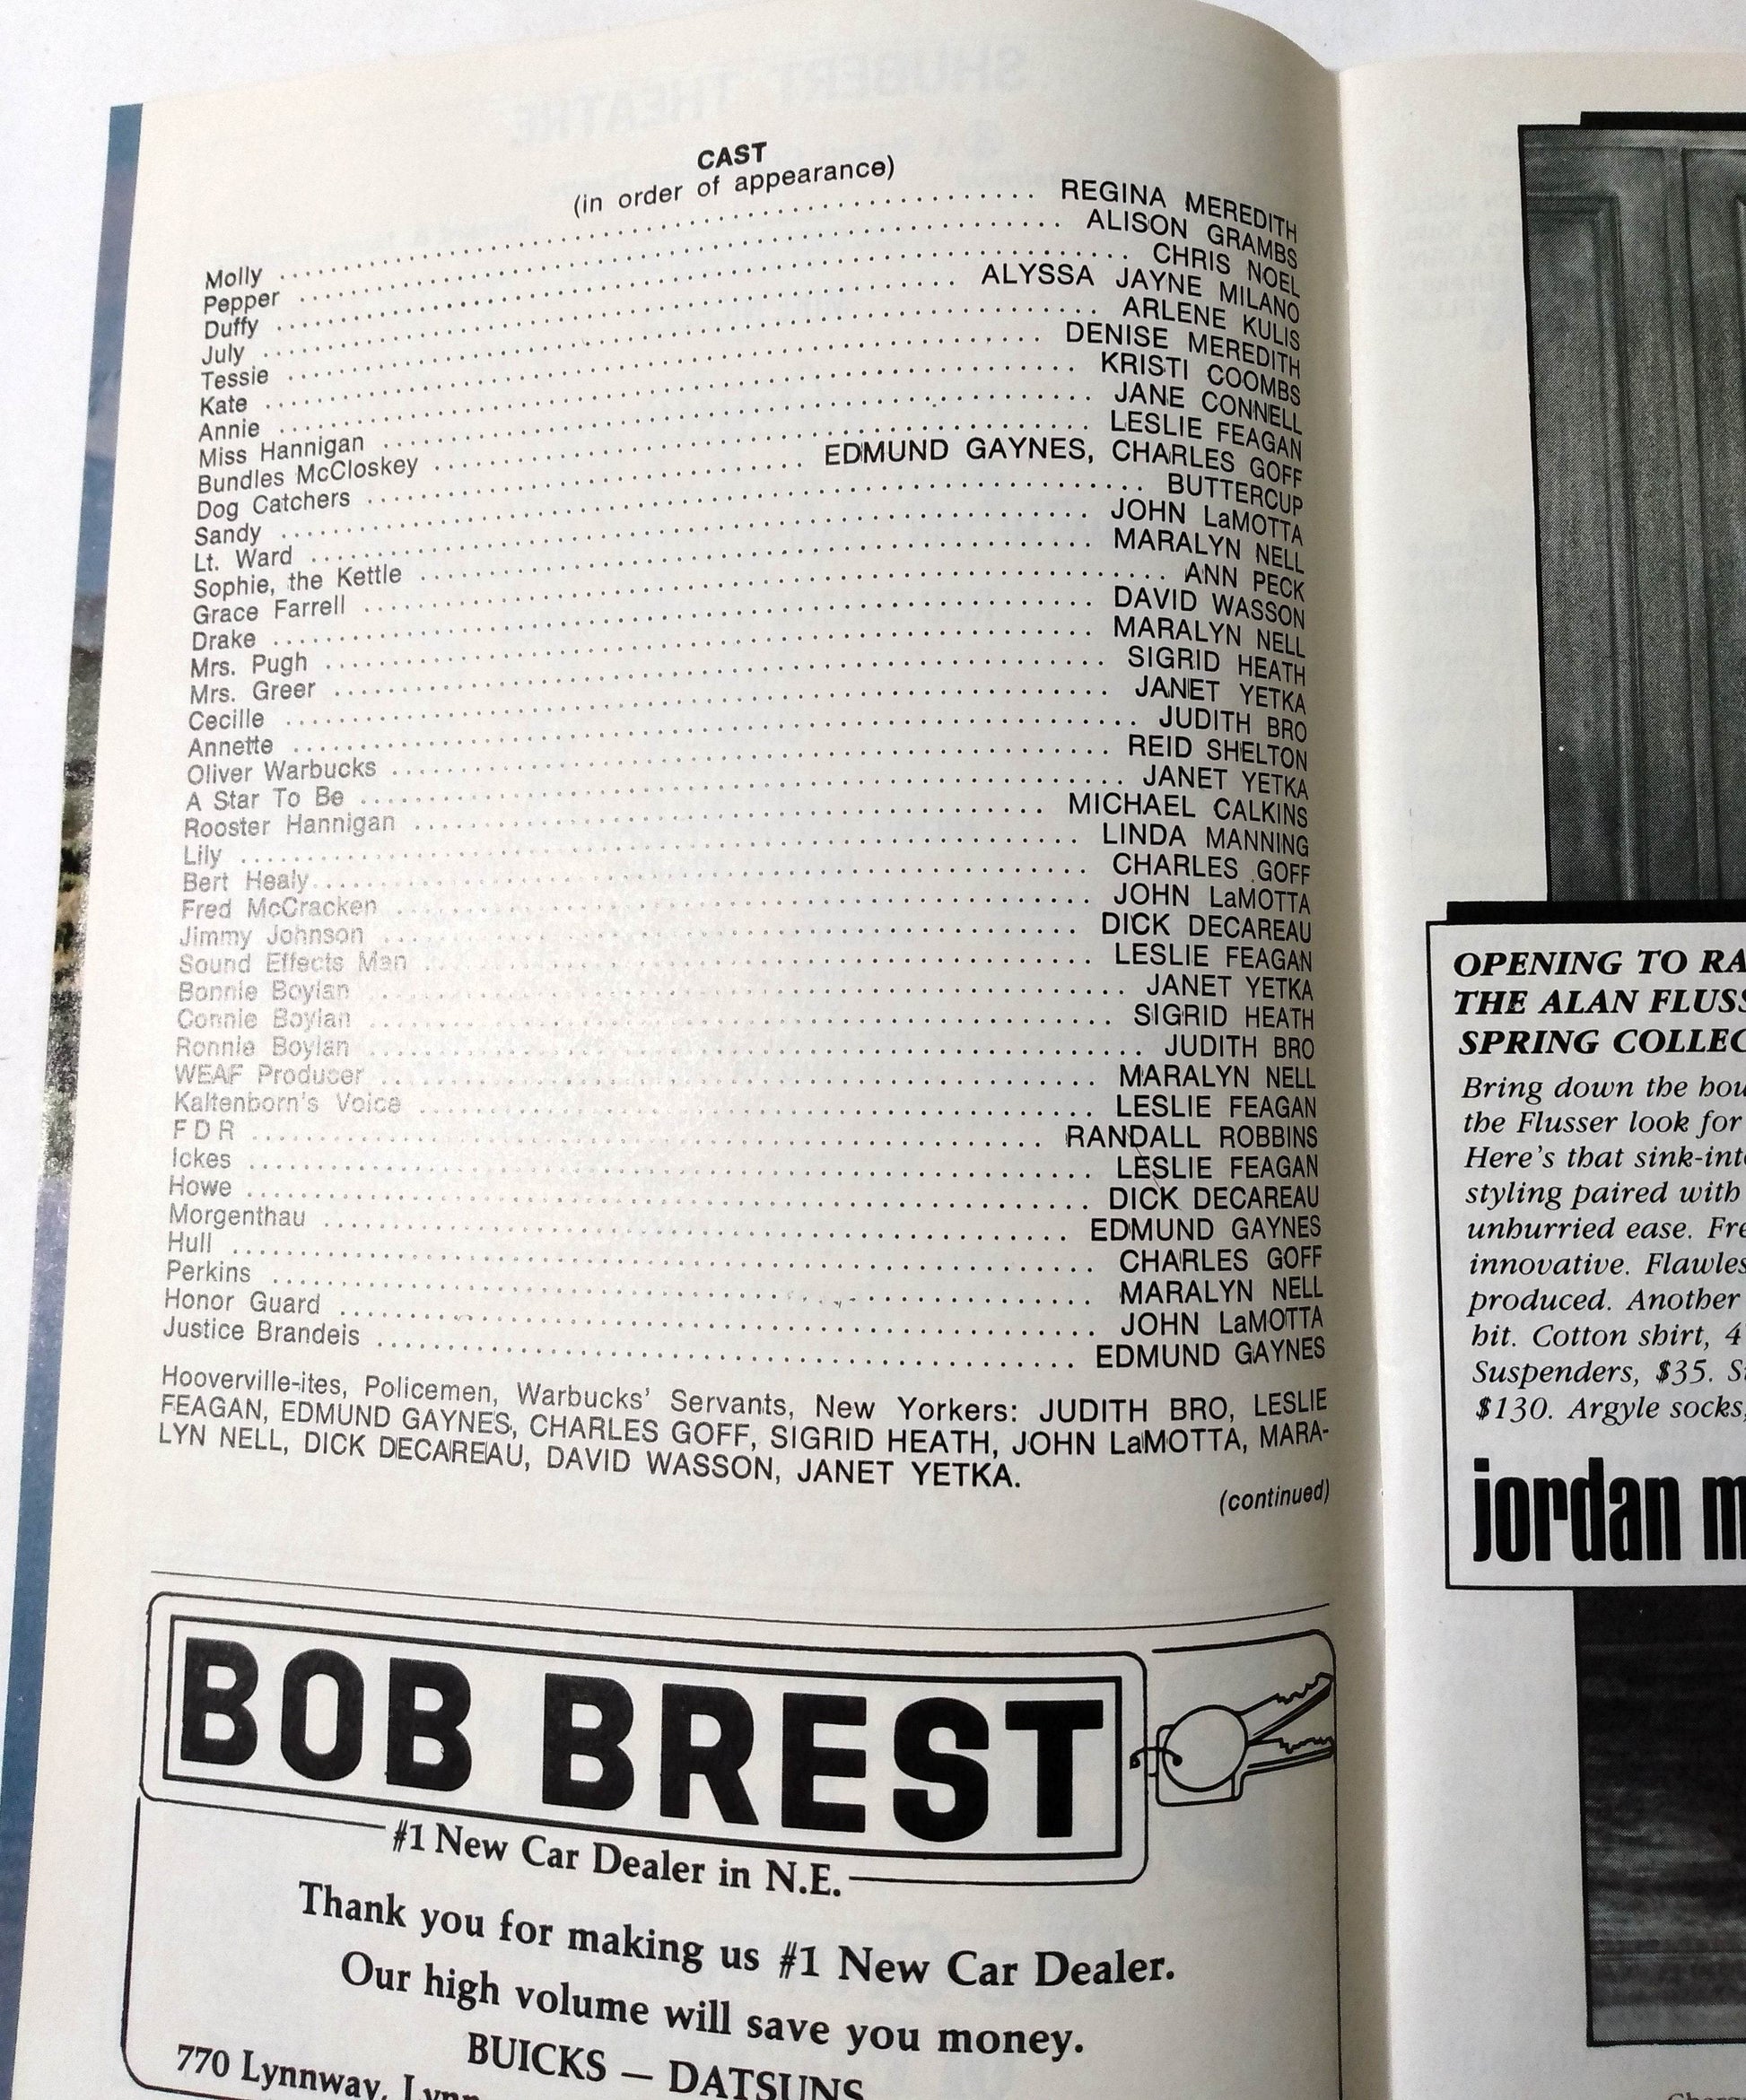 CAST
(in order of appearance)
Molly ........ REGINA MEREDITH
Pepper ........ ALISON GRAMBS
Duffy ........ CHRIS NOEL
July ........ ALYSSA JAYNE MILANO
Tessie ........ ARLENE KULIS
Kate ........ DENISE MEREDITH
Annie ........ KRISTI COOMBS
Miss Hannigan ........ JANE CONNELL
Bundles McCloskey ........ LESLIE FEAGAN
Dog Catchers ........ EDMUND GAYNES, CHARLES GOFF
Sandy ........ BUTTERCUP
Lt. Ward ........ JOHN LaMOTTA
Sophie, the Kettle ........ MARALYN NELL
Grace Farrell ........ ANN PECK
Drake ........ DAVID WASSON
Mrs. Pugh ........ MARALYN NELL
Mrs. Greer ........ SIGRID HEATH
Cecille ........ JANET YETKA
Annette ........ JUDITH BRO
Oliver Warbucks ........ REID SHELTON
A Star To Be ........ JANET YETKA
Rooster Hannigan ........ MICHAEL CALKINS
Lily ........ LINDA MANNING
Bert Healy ........ CHARLES GOFF
Fred McCracken ........ JOHN LaMOTTA
Jimmy Johnson ........ DICK DECAREAU
Sound Effects Man ........ LESLIE FEAGAN
Bonnie Boylan ........ JANET YETKA
Connie Boylan ........ SIGRID HEATH
Ronnie Boylan ........ JUDITH BRO
WEAF Producer ........ MARALYN NELL
Kaltenborn's Voice ........ LESLIE FEAGAN
F D R ........ RANDALL ROBBINS
Ickes ........ LESLIE FEAGAN
Howe ........ DICK DECAREAU
Morgenthau ........ EDMUND GAYNES
Hull ........ CHARLES GOFF
Perkins ........ MARALYN NELL
Honor Guard ........ JOHN LaMOTTA
Justice Brandeis ........ EDMUND GAYNES
Hooverville-ites, Policemen, Warbucks' Servants, New Yorkers: JUDITH BRO, LESLIE
FEAGAN, EDMUND GAYNES, CHARLES GOFF, SIGRID HEATH, JOHN LaMOTTA, MARA-
LYN NELL, DICK DECAREAU, DAVID WASSON, JANET YETKA.
(continued)
BOB BREST
#1 New Car Dealer in N.E.
Thank you for making us #1 New Car Dealer.
Our high volume will save you money.
BUICKS — DATSUNS
770 Lynnway,
OPENING TO
THE ALAN
SPRING
Bring down the
the Flusser look for
Here's that
styling paired with
unhurried ease.
innovative.
produced. Another
hit. Cotton shirt,
Suspenders, $35.
$130. Argyle socks,
jordan